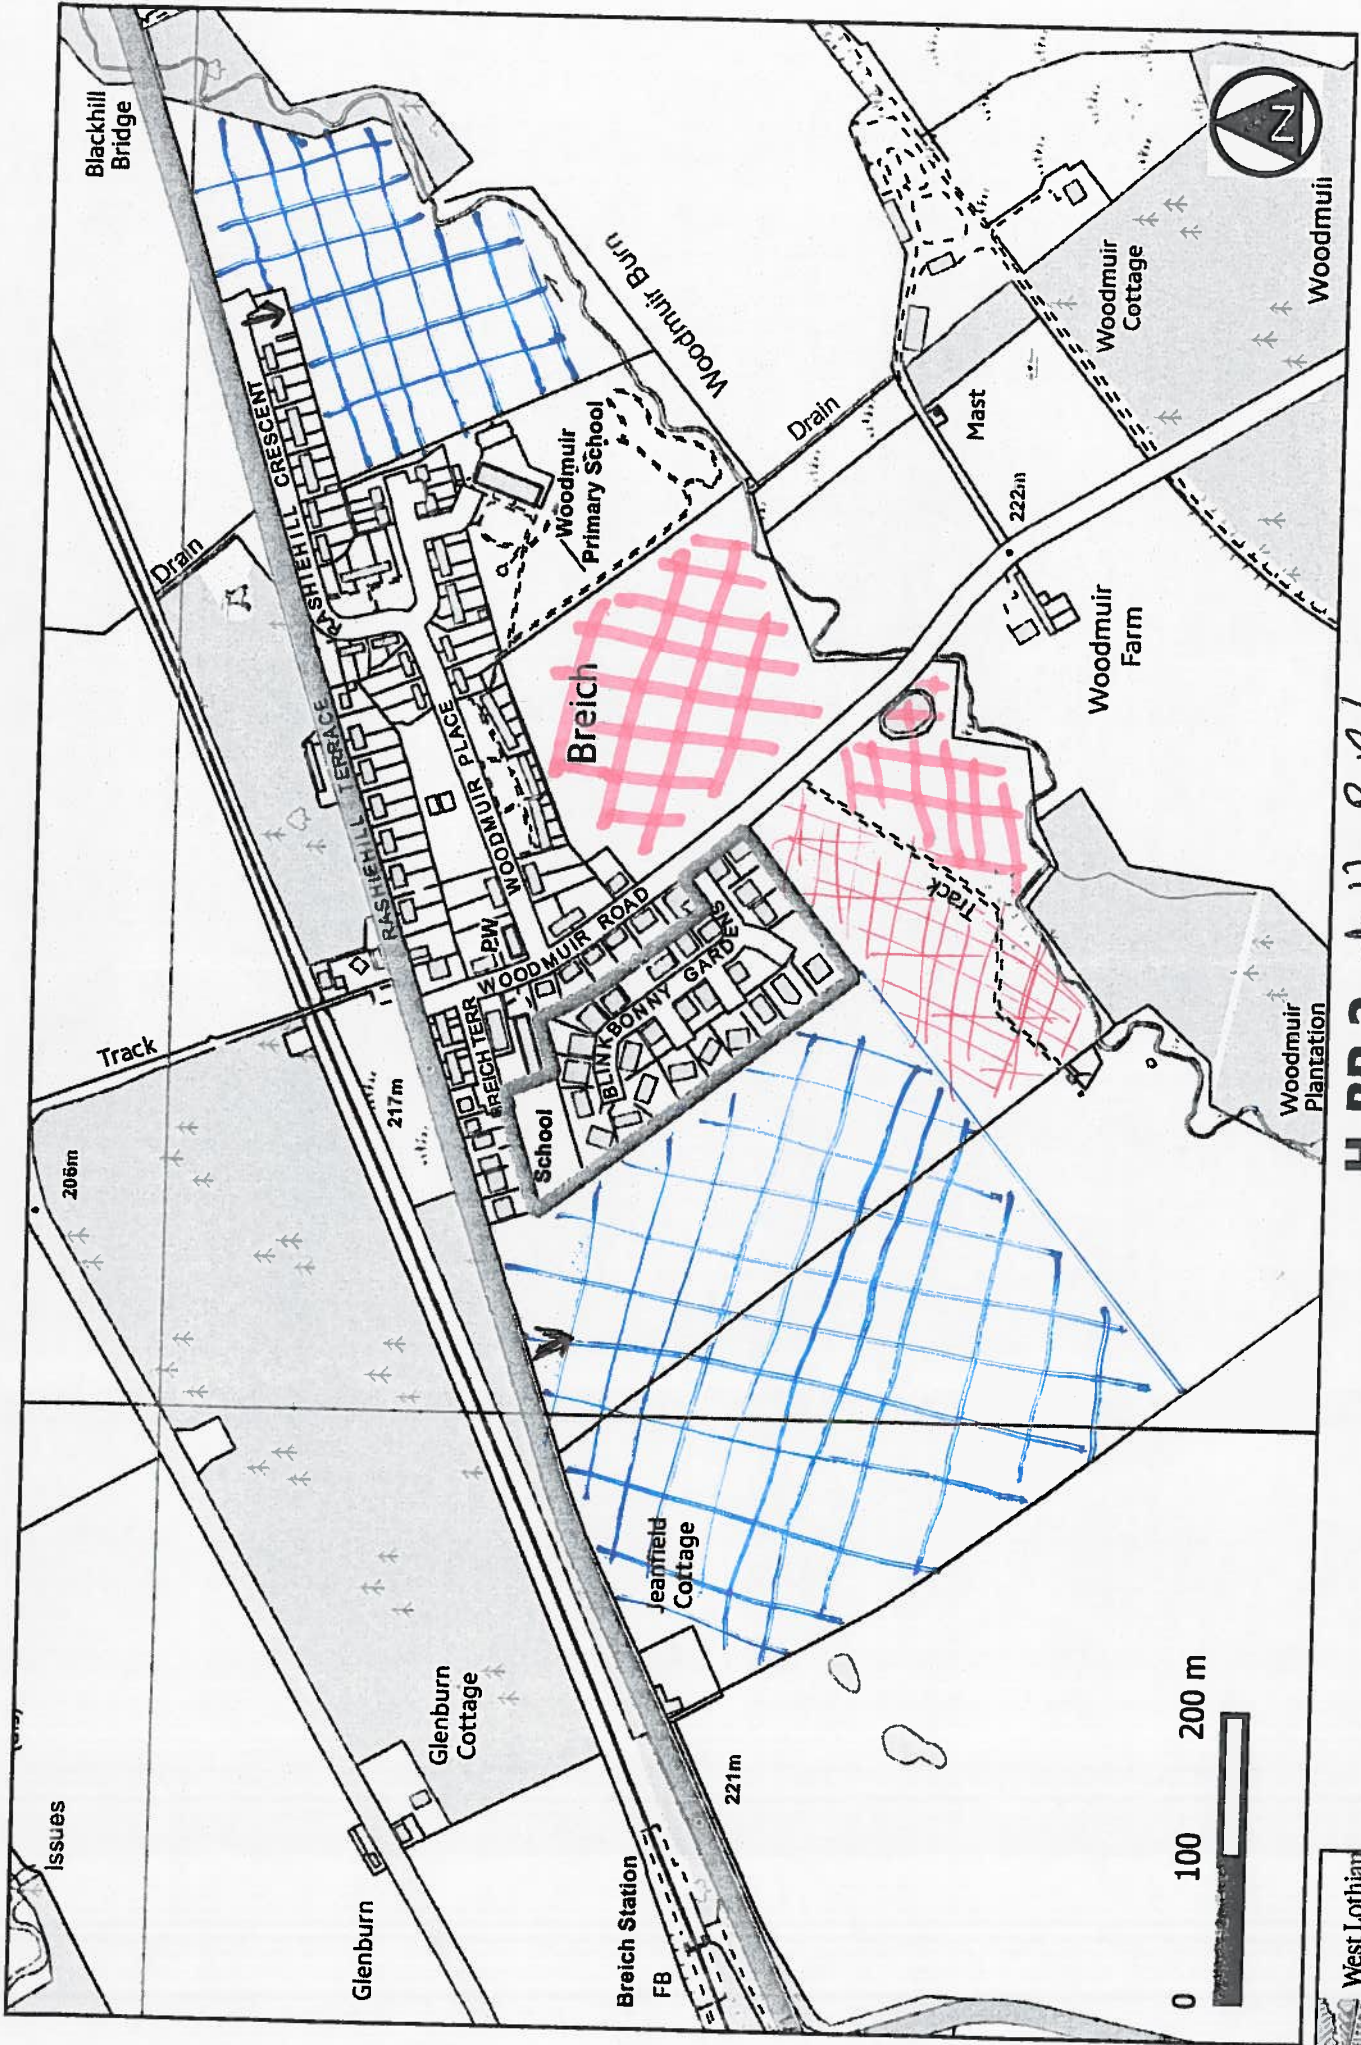 Issues
Glenburn
Glenburn
Cottage
Breich Station
FB
221m
206m
Track
217m
Jeanfield
Cottage
School
BREICH TERR
BLINKBONNY GARDENS
WOODMUIR ROAD
PW
WOODMUIR PLACE
RASHIEHILL TERRACE
RASHIEHILL TERRACE
RASHIEHILL CRESCENT
Drain
Blackhill
Bridge
Woodmuir
Primary School
Breich
Woodmuir Burn
Drain
Mast
222m
Woodmuir
Cottage
Woodmuir
Farm
Track
Woodmuir
Plantation
N
0 100 200 m
West Lothian